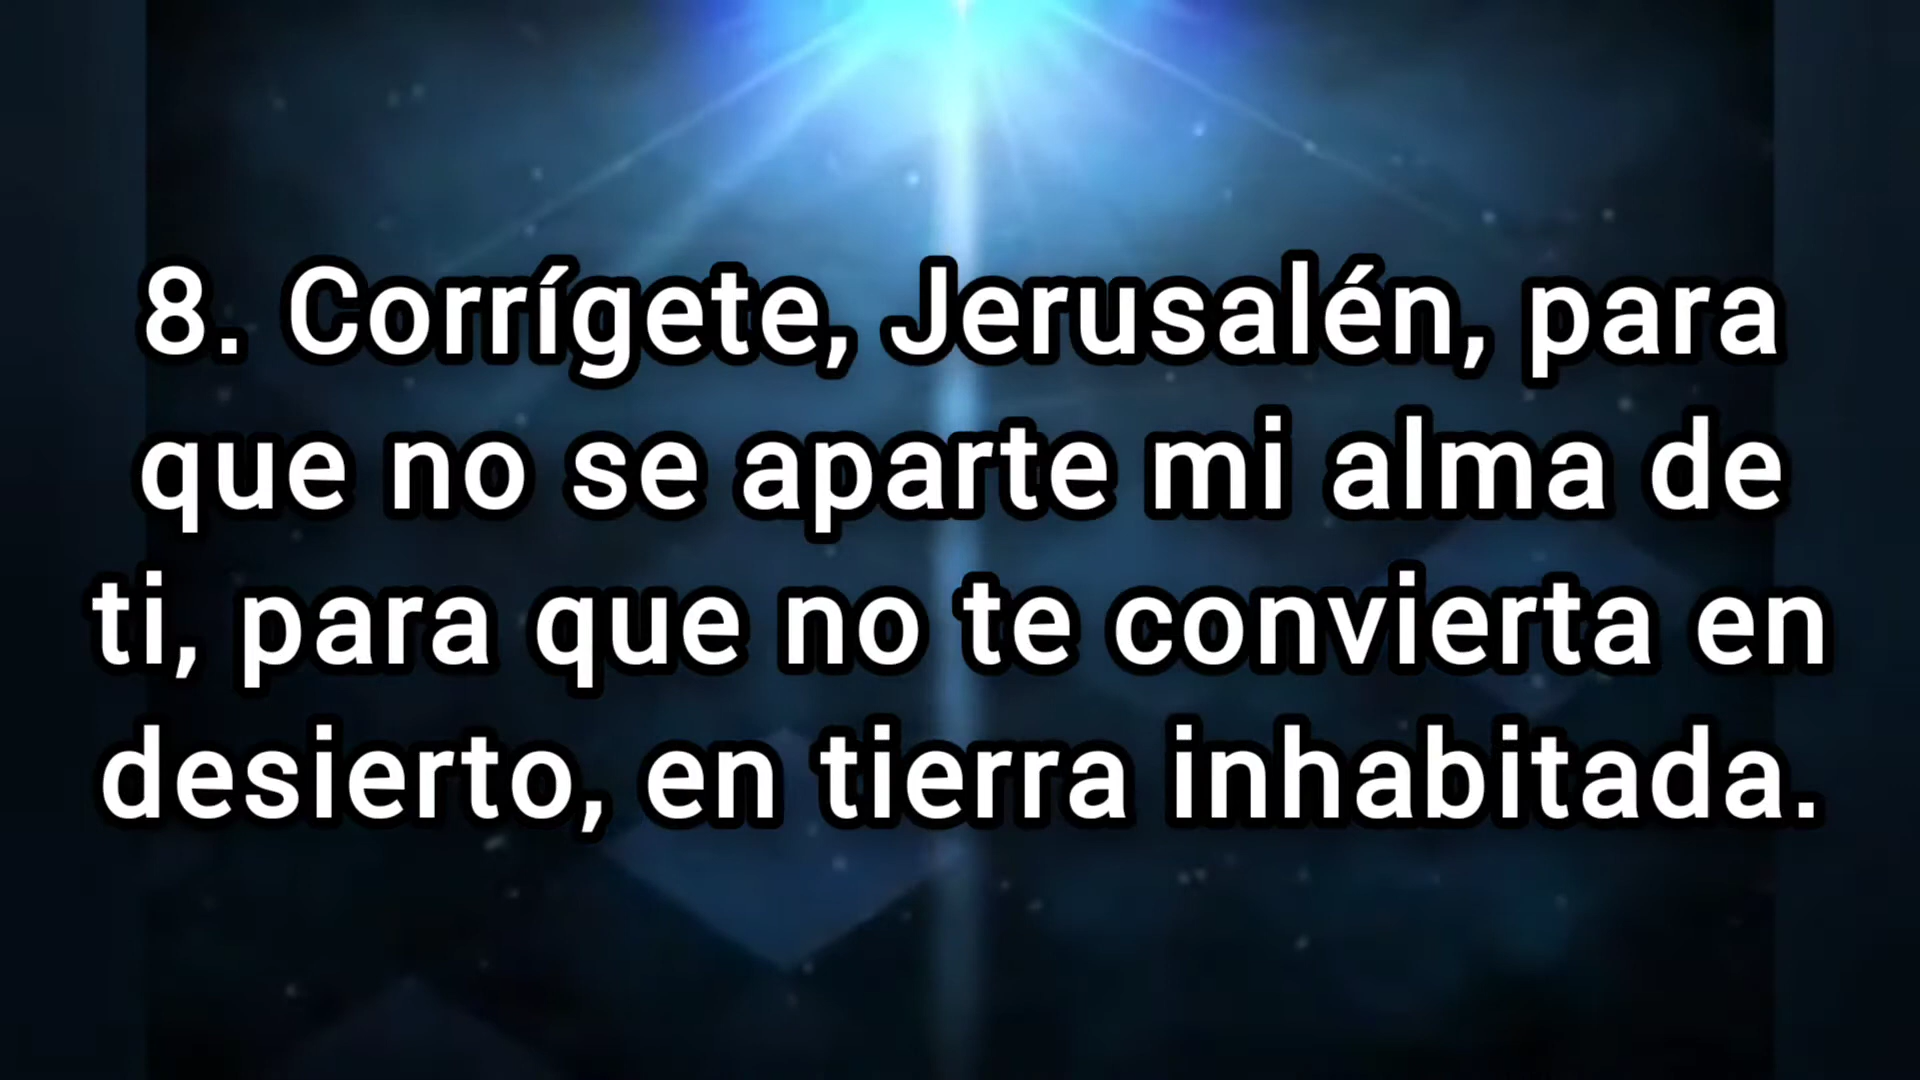 8. Corrígete, Jerusalén, para
que no se aparte mi alma de
ti, para que no te convierta en
desierto, en tierra inhabitada.